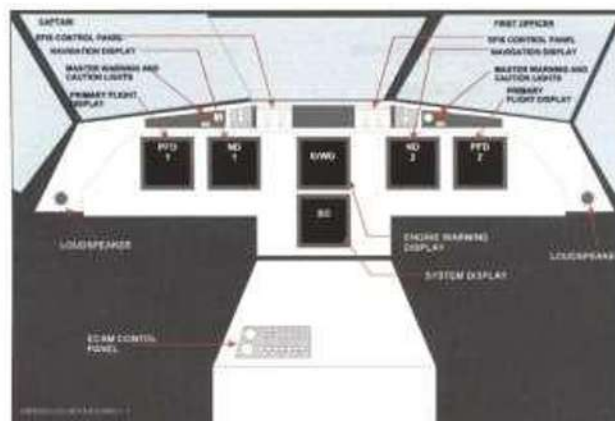 CAPTAIN
EFIS CONTROL PANEL
NAVIGATION DISPLAY
MASTER WARNING AND
CAUTION LIGHTS
PRIMARY FLIGHT
DISPLAY
FIRST OFFICER
EFIS CONTROL PANEL
NAVIGATION DISPLAY
MASTER WARNING AND
CAUTION LIGHTS
PRIMARY
FLIGHT DISPLAY
PFD
1
ND
1
E/WD
ND
2
PFD
2
SD
LOUDSPEAKER
ENGINE WARNING
DISPLAY
LOUDSPEAKE
SYSTEM DISPLAY
ECAM CONTOL
PANEL